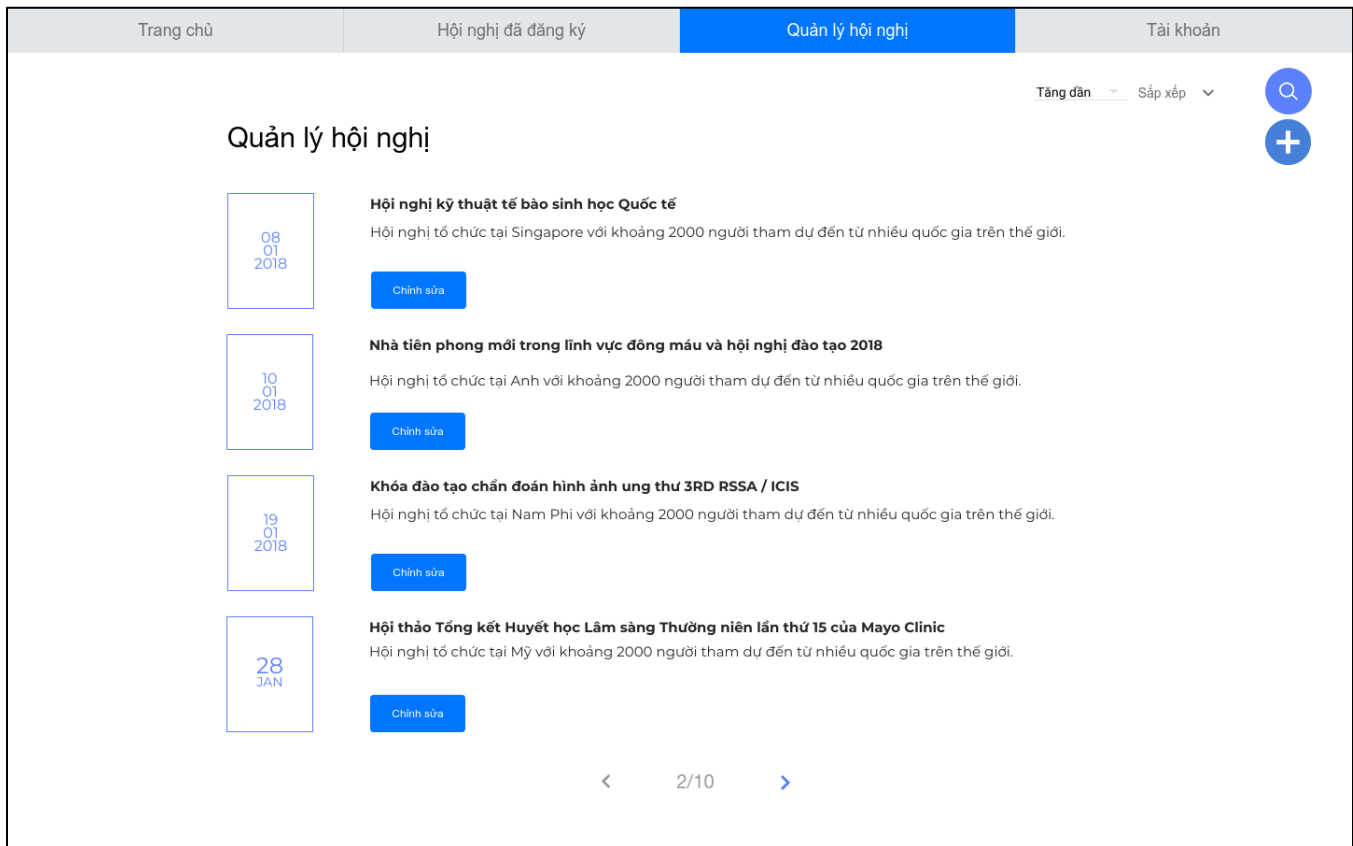 Trang chủ
Hội nghị đã đăng ký
Quản lý hội nghị
Tài khoản
Tăng dần
Sắp xếp
Quản lý hội nghị
08
01
2018
Hội nghị kỹ thuật tế bào sinh học Quốc tế
Hội nghị tổ chức tại Singapore với khoảng 2000 người tham dự đến từ nhiều quốc gia trên thế giới.
Chỉnh sửa
10
01
2018
Nhà tiên phong mới trong lĩnh vực đông máu và hội nghị đào tạo 2018
Hội nghị tổ chức tại Anh với khoảng 2000 người tham dự đến từ nhiều quốc gia trên thế giới.
Chỉnh sửa
19
01
2018
Khóa đào tạo chẩn đoán hình ảnh ung thư 3RD RSSA / ICIS
Hội nghị tổ chức tại Nam Phi với khoảng 2000 người tham dự đến từ nhiều quốc gia trên thế giới.
Chỉnh sửa
28
JAN
Hội thảo Tổng kết Huyết học Lâm sàng Thường niên lần thứ 15 của Mayo Clinic
Hội nghị tổ chức tại Mỹ với khoảng 2000 người tham dự đến từ nhiều quốc gia trên thế giới.
Chỉnh sửa
2/10